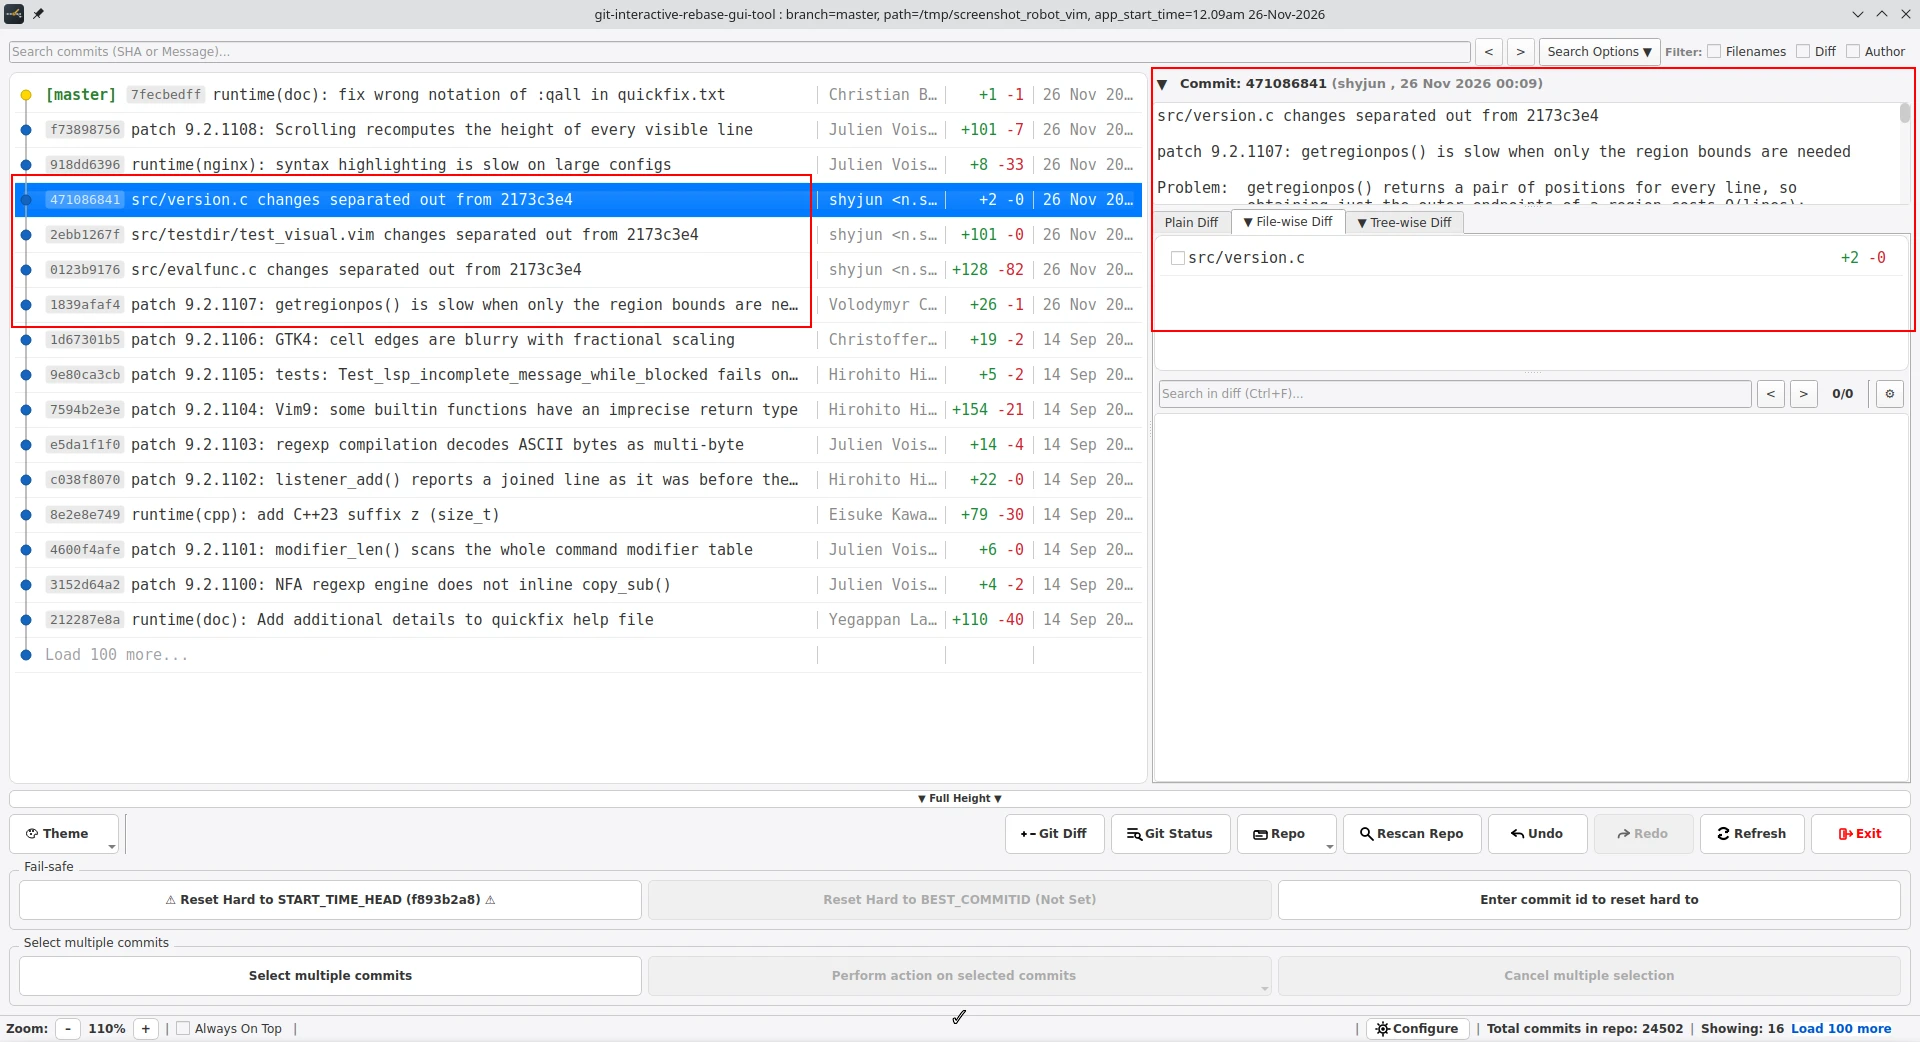 git-interactive-rebase-gui-tool : branch=master, path=/tmp/screenshot_robot_vim, app_start_time=12.09am 26-Nov-2026
Search commits (SHA or Message)...
< > Search Options ▼ Filter: Filenames Diff Author
[master] 7fecbedff runtime(doc): fix wrong notation of :qall in quickfix.txt Christian B… +1 -1 26 Nov 20…
f73898756 patch 9.2.1108: Scrolling recomputes the height of every visible line Julien Vois… +101 -7 26 Nov 20…
918dd6396 runtime(nginx): syntax highlighting is slow on large configs Julien Vois… +8 -33 26 Nov 20…
471086841 src/version.c changes separated out from 2173c3e4 shyjun <n.s… +2 -0 26 Nov 20…
2ebb1267f src/testdir/test_visual.vim changes separated out from 2173c3e4 shyjun <n.s… +101 -0 26 Nov 20…
0123b9176 src/evalfunc.c changes separated out from 2173c3e4 shyjun <n.s… +128 -82 26 Nov 20…
1839afaf4 patch 9.2.1107: getregionpos() is slow when only the region bounds are ne… Volodymyr C… +26 -1 26 Nov 20…
1d67301b5 patch 9.2.1106: GTK4: cell edges are blurry with fractional scaling Christoffer… +19 -2 14 Sep 20…
9e80ca3cb patch 9.2.1105: tests: Test_lsp_incomplete_message_while_blocked fails on… Hirohito Hi… +5 -2 14 Sep 20…
7594b2e3e patch 9.2.1104: Vim9: some builtin functions have an imprecise return type Hirohito Hi… +154 -21 14 Sep 20…
e5da1f1f0 patch 9.2.1103: regexp compilation decodes ASCII bytes as multi-byte Julien Vois… +14 -4 14 Sep 20…
c038f8070 patch 9.2.1102: listener_add() reports a joined line as it was before the… Hirohito Hi… +22 -0 14 Sep 20…
8e2e8e749 runtime(cpp): add C++23 suffix z (size_t) Eisuke Kawa… +79 -30 14 Sep 20…
4600f4afe patch 9.2.1101: modifier_len() scans the whole command modifier table Julien Vois… +6 -0 14 Sep 20…
3152d64a2 patch 9.2.1100: NFA regexp engine does not inline copy_sub() Julien Vois… +4 -2 14 Sep 20…
212287e8a runtime(doc): Add additional details to quickfix help file Yegappan La… +110 -40 14 Sep 20…
Load 100 more...
▼ Commit: 471086841 (shyjun , 26 Nov 2026 00:09)
src/version.c changes separated out from 2173c3e4
patch 9.2.1107: getregionpos() is slow when only the region bounds are needed
Problem: getregionpos() returns a pair of positions for every line, so
obtaining just the outer endpoints of a region costs O(lines):
Plain Diff ▼ File-wise Diff ▼ Tree-wise Diff
src/version.c +2 -0
Search in diff (Ctrl+F)... < > 0/0
▼ Full Height ▼
Theme Git Diff Git Status Repo Rescan Repo Undo Redo Refresh Exit
Fail-safe
⚠ Reset Hard to START_TIME_HEAD (f893b2a8) ⚠ Reset Hard to BEST_COMMITID (Not Set) Enter commit id to reset hard to
Select multiple commits
Select multiple commits Perform action on selected commits Cancel multiple selection
Zoom: - 110% + | Always On Top | | Configure | Total commits in repo: 24502 | Showing: 16 Load 100 more